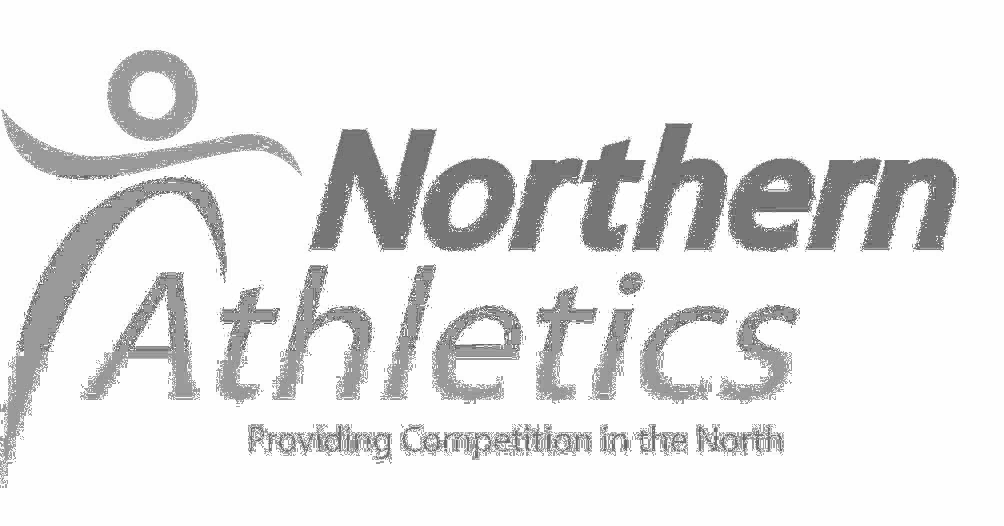 Northern
Athletics
Providing Competition in the North